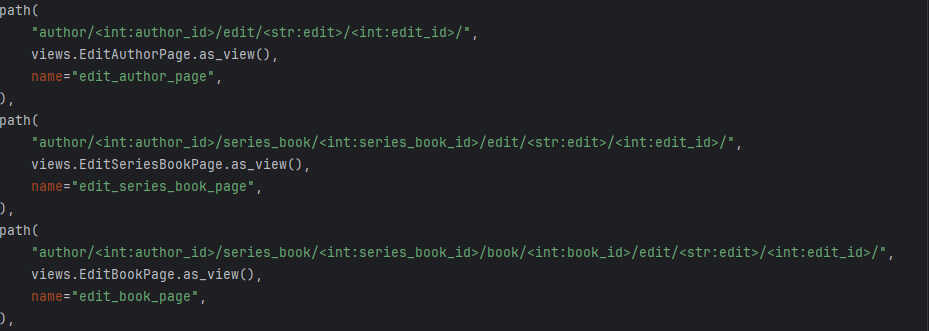 path(
    "author/<int:author_id>/edit/<str:edit>/<int:edit_id>/",
    views.EditAuthorPage.as_view(),
    name="edit_author_page",
),
path(
    "author/<int:author_id>/series_book/<int:series_book_id>/edit/<str:edit>/<int:edit_id>/",
    views.EditSeriesBookPage.as_view(),
    name="edit_series_book_page",
),
path(
    "author/<int:author_id>/series_book/<int:series_book_id>/book/<int:book_id>/edit/<str:edit>/<int:edit_id>/",
    views.EditBookPage.as_view(),
    name="edit_book_page",
),